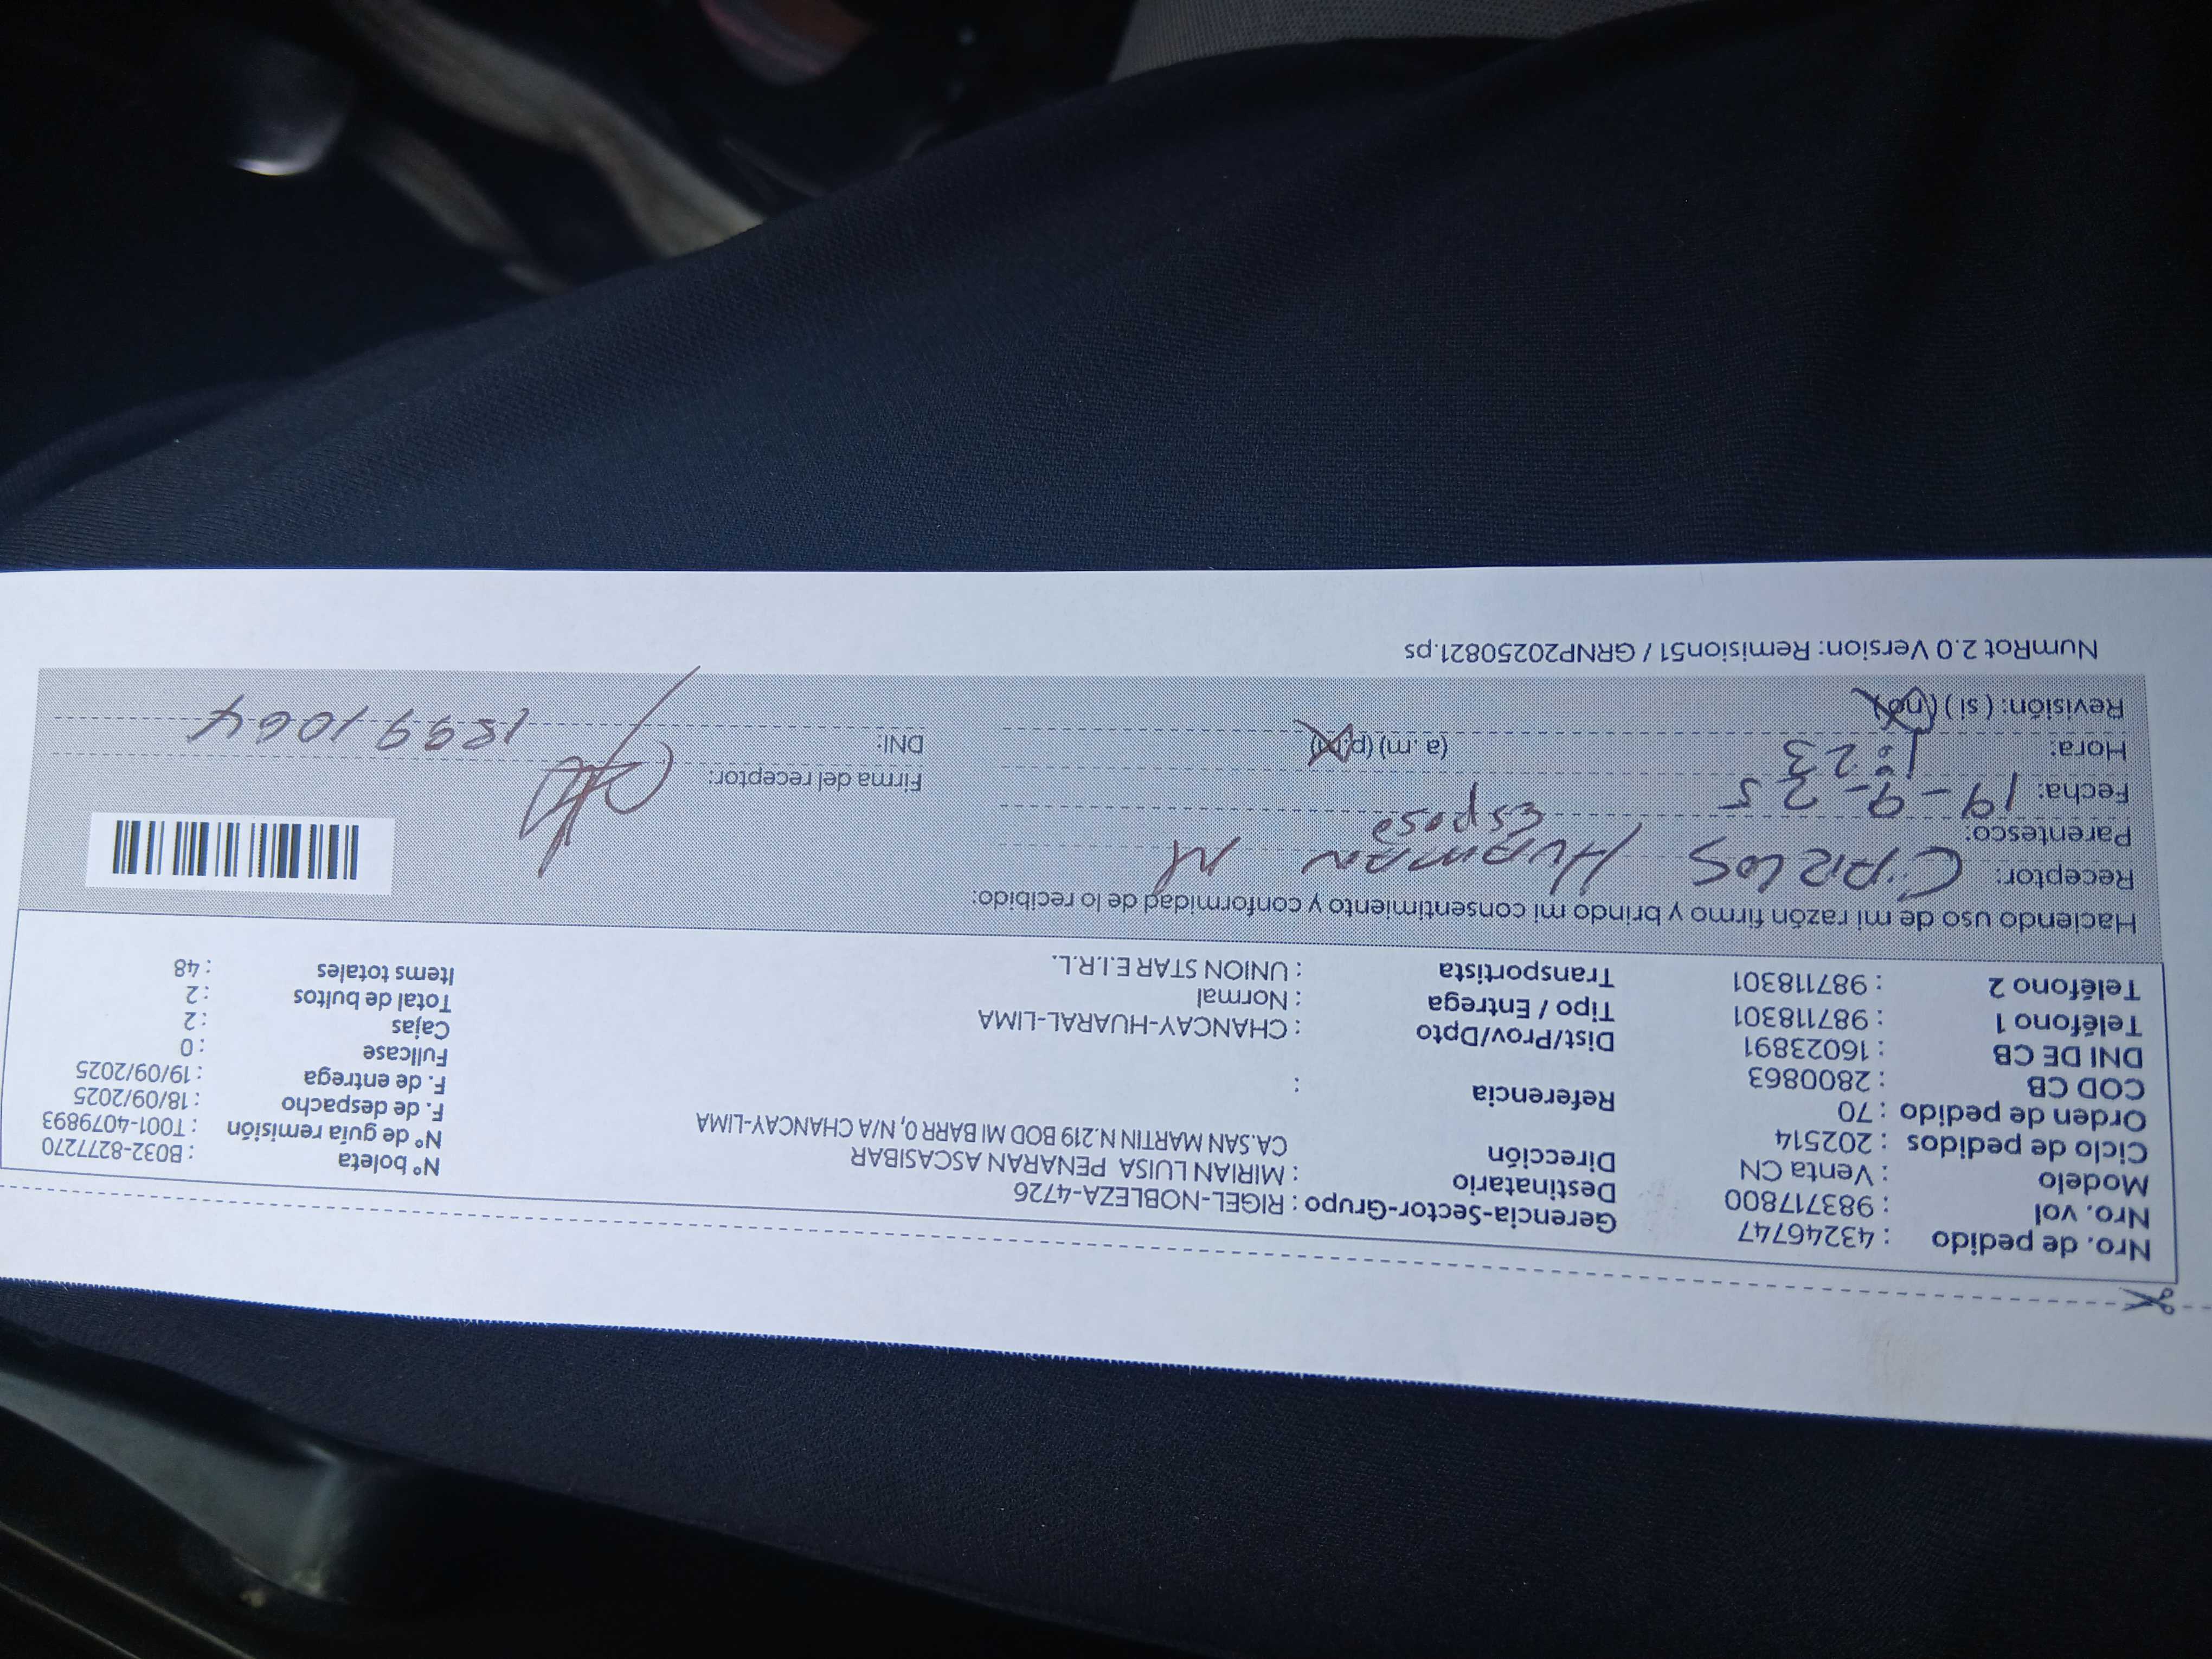 Nro. de pedido : 43246747
Nro. vol : 983717800
Modelo : Venta CN
Ciclo de pedidos : 202514
Orden de pedido : 70
COD CB : 2800863
DNI DE CB : 16023891
Teléfono 1 : 987118301
Teléfono 2 : 987118301
Gerencia-Sector-Grupo : RIGEL-NOBLEZA-4726
Destinatario : MIRIAN LUISA PENARAN ASCASIBAR
Dirección CA.SAN MARTIN N.219 BOD MI BARR0, N/A CHANCAY-LIMA
Referencia :
Dist/Prov/Dpto : CHANCAY-HUARAL-LIMA
Tipo / Entrega : Normal
Transportista : UNION STAR E.I.R.L.
N° boleta : B032-8277270
N° de guía remisión : T001-4079893
F. de despacho : 18/09/2025
F. de entrega : 19/09/2025
Fullcase : 0
Cajas : 2
Total de bultos : 2
Items totales : 48
Haciendo uso de mi razón firmo y brindo mi consentimiento y conformidad de lo recibido:
Receptor: CARLOS HUAMAN M
Parentesco: Esposo
Fecha: 19-9-25
Hora: 1:23 (a.m) (p.m)
Revisión: (si) (no)
Firma del receptor:
DNI: 15991064
NumRot 2.0 Version: Remision51 / GRNP20250821.ps